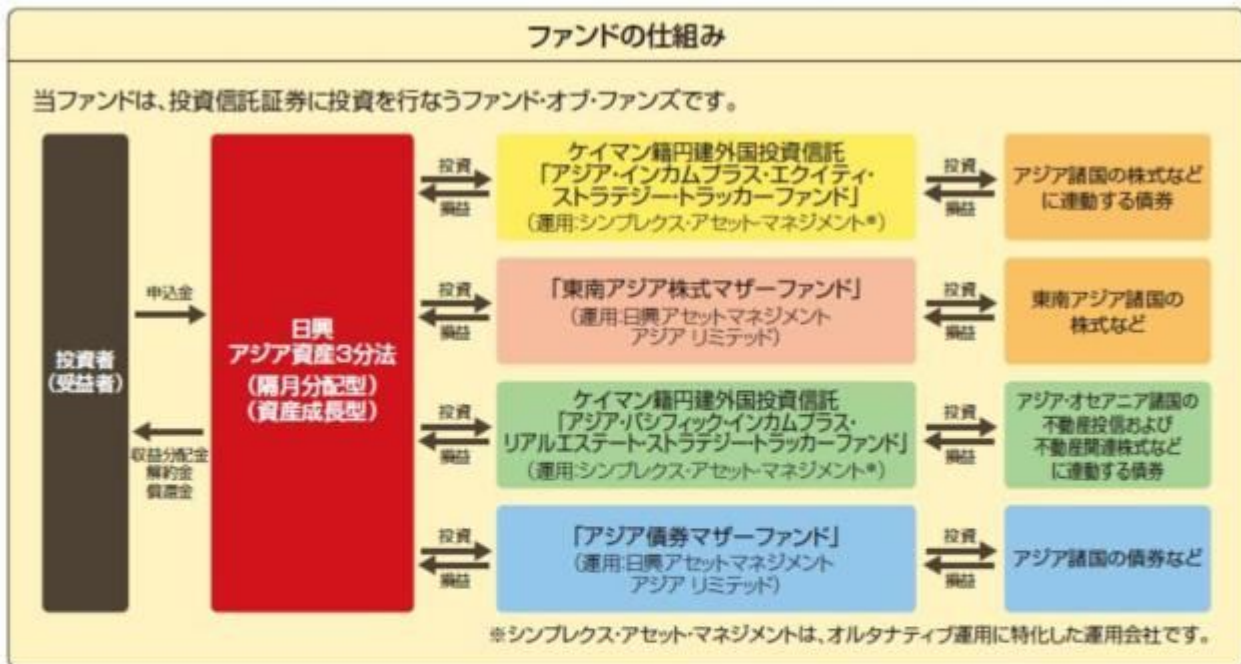 ファンドの仕組み
当ファンドは、投資信託証券に投資を行なうファンド・オブ・ファンズです。
投資者
(受益者)
申込金
収益分配金
解約金
償還金
日興
アジア資産3分法
(隔月分配型)
(資産成長型)
投資
損益
ケイマン籍円建外国投資信託
「アジア・インカムプラス・エクイティ・
ストラテジー・トラッカーファンド」
(運用:シンプレクス・アセット・マネジメント※)
投資
損益
アジア諸国の株式など
に連動する債券
投資
損益
「東南アジア株式マザーファンド」
(運用:日興アセットマネジメント
アジア リミテッド)
投資
損益
東南アジア諸国の
株式など
投資
損益
ケイマン籍円建外国投資信託
「アジア・パシフィック・インカムプラス・
リアルエステート・ストラテジー・トラッカーファンド」
(運用:シンプレクス・アセット・マネジメント※)
投資
損益
アジア・オセアニア諸国の
不動産投信および
不動産関連株式など
に連動する債券
投資
損益
「アジア債券マザーファンド」
(運用:日興アセットマネジメント
アジア リミテッド)
投資
損益
アジア諸国の債券など
※シンプレクス・アセット・マネジメントは、オルタナティブ運用に特化した運用会社です。